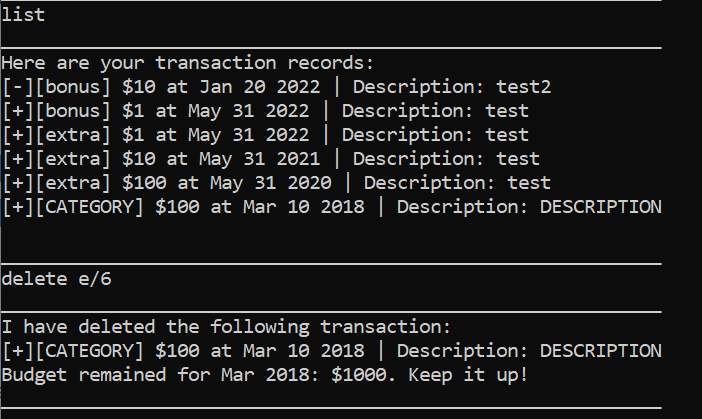 list
Here are your transaction records:
[-][bonus] $10 at Jan 20 2022 | Description: test2
[+][bonus] $1 at May 31 2022 | Description: test
[+][extra] $1 at May 31 2022 | Description: test
[+][extra] $10 at May 31 2021 | Description: test
[+][extra] $100 at May 31 2020 | Description: test
[+][CATEGORY] $100 at Mar 10 2018 | Description: DESCRIPTION
delete e/6
I have deleted the following transaction:
[+][CATEGORY] $100 at Mar 10 2018 | Description: DESCRIPTION
Budget remained for Mar 2018: $1000. Keep it up!